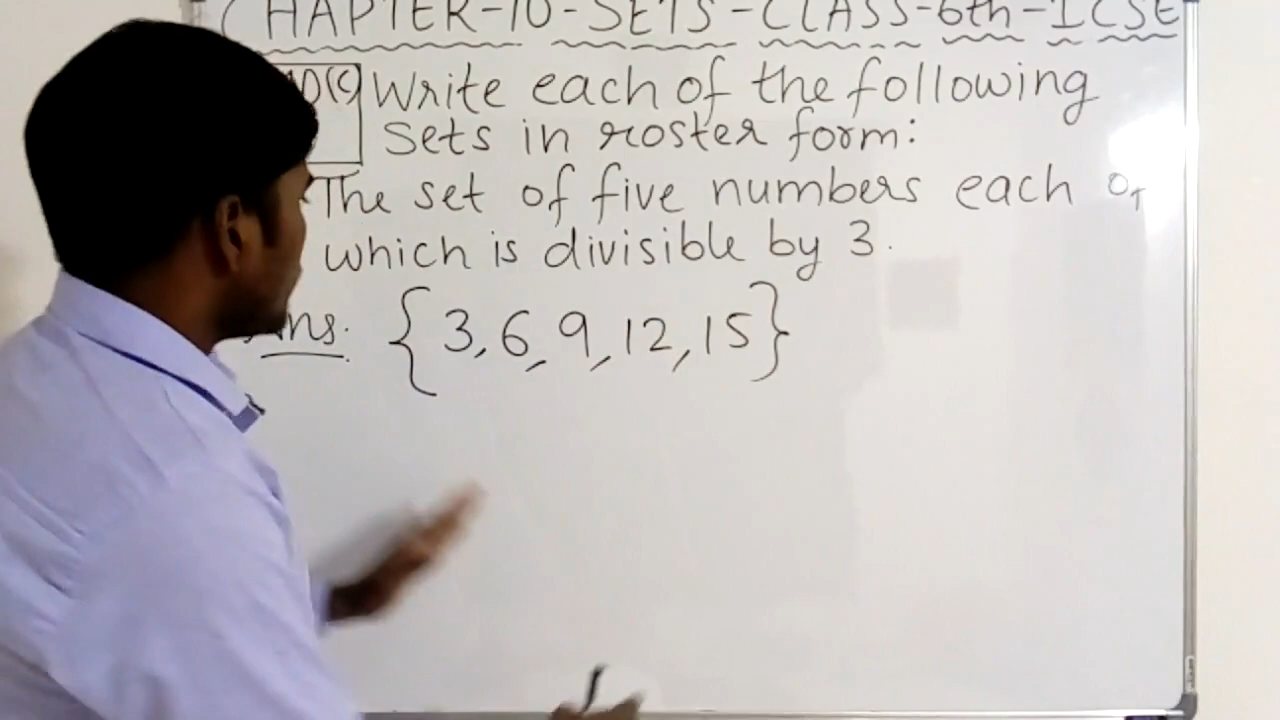 CHAPTER-10-SETS-CLASS-6th-ICSE
10(C) Write each of the following
sets in roster form:
The set of five numbers each of
which is divisible by 3.
Ans. {3,6,9,12,15}